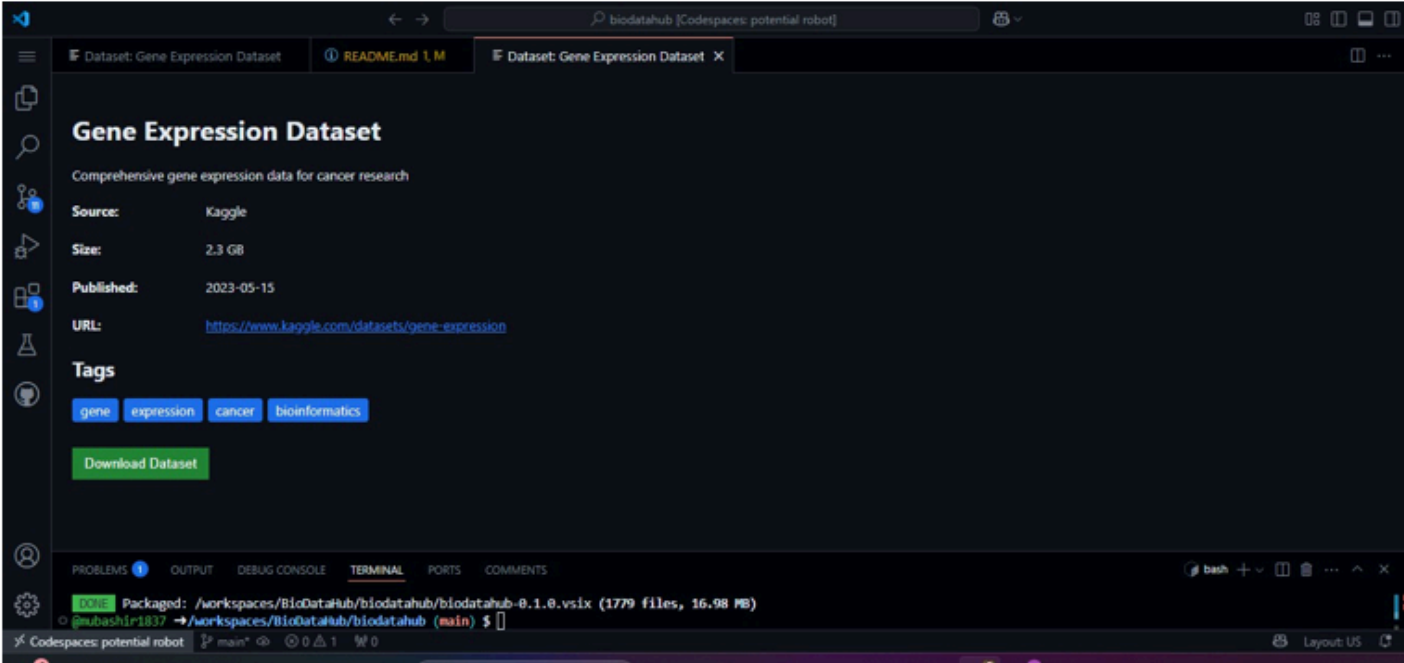 biodatahub [Codespaces: potential robot]
Dataset: Gene Expression Dataset
README.md 1, M
Dataset: Gene Expression Dataset
Gene Expression Dataset
Comprehensive gene expression data for cancer research
Source: Kaggle
Size: 2.3 GB
Published: 2023-05-15
URL: https://www.kaggle.com/datasets/gene-expression
Tags
gene expression cancer bioinformatics
Download Dataset
PROBLEMS 1 OUTPUT DEBUG CONSOLE TERMINAL PORTS COMMENTS bash
DONE Packaged: /workspaces/BioDataHub/biodatahub/biodatahub-0.1.0.vsix (1779 files, 16.98 MB)
@mubashir1837 →/workspaces/BioDataHub/biodatahub (main) $
Codespaces: potential robot main* 0 1 0 Layout: US